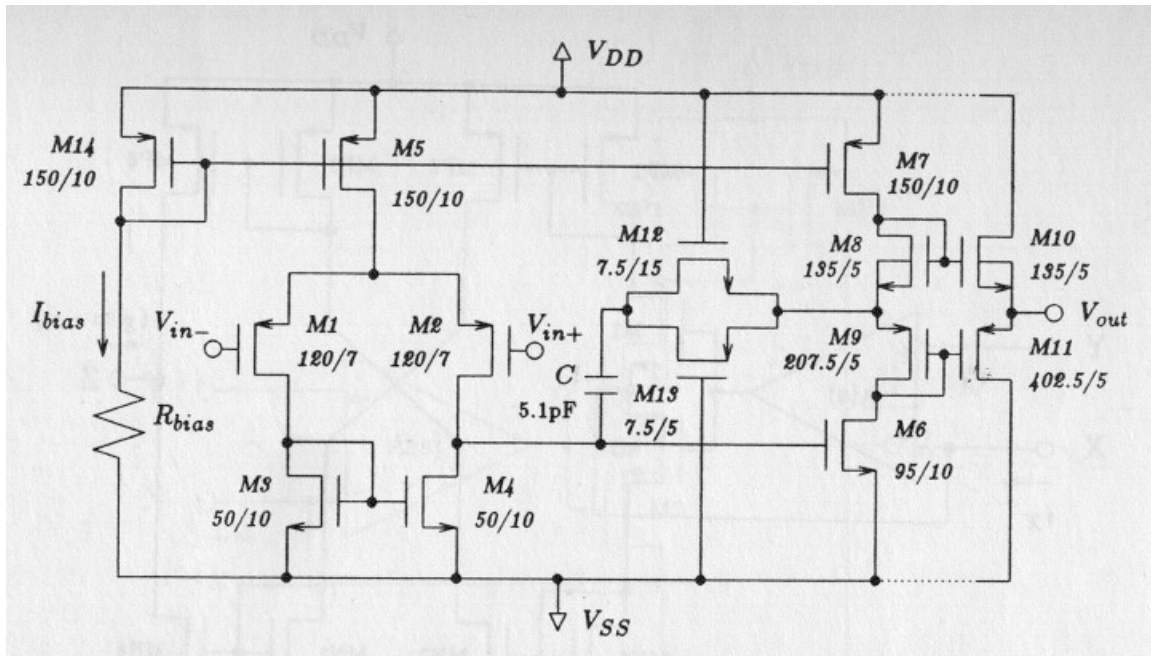 V_DD
M14
150/10
M5
150/10
M7
150/10
M12
7.5/15
M8
135/5
M10
135/5
I_bias
V_in-
M1
120/7
M2
120/7
V_in+
V_out
M9
207.5/5
M11
402.5/5
C
5.1pF
M13
7.5/5
R_bias
M3
50/10
M4
50/10
M6
95/10
V_SS